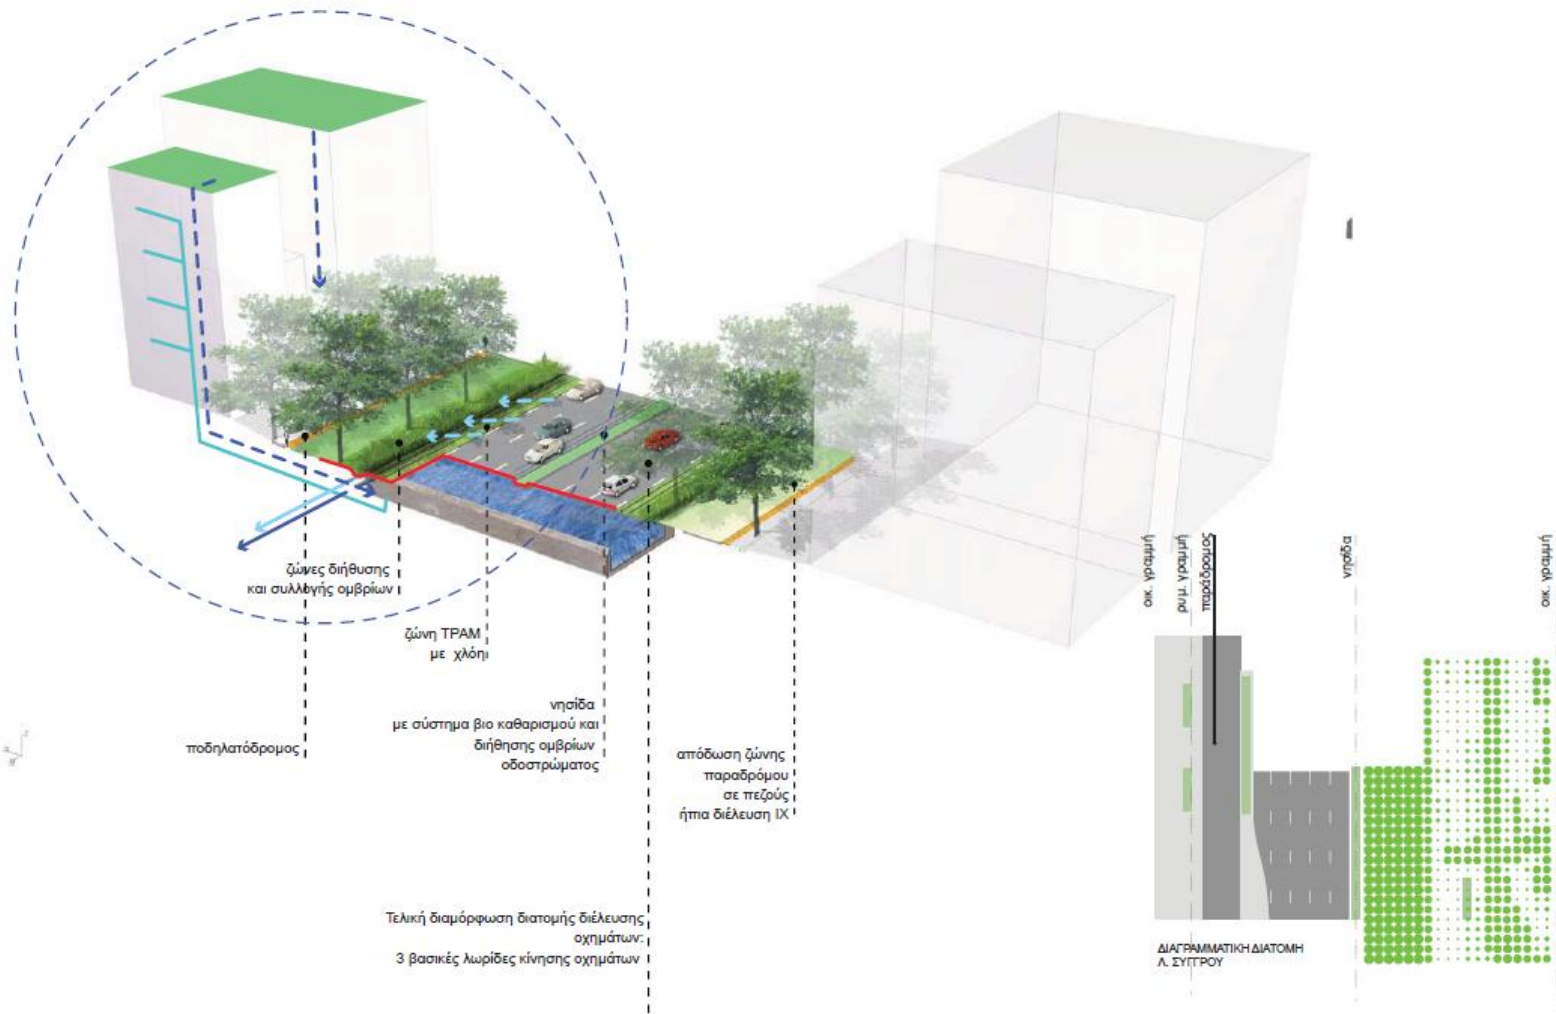 ζώνες διήθυσης
και συλλογής ομβρίων
ζώνη ΤΡΑΜ
με χλόη
νησίδα
με σύστημα βιο καθαρισμού και
διήθησης ομβρίων
οδοστρώματος
ποδηλατόδρομος
απόδωση ζώνης
παραδρόμου
σε πεζούς
ήπια διέλευση ΙΧ
Τελική διαμόρφωση διατομής διέλευσης
οχημάτων:
3 βασικές λωρίδες κίνησης οχημάτων
οικ. γραμμή
ρυμ. γραμμή
παράδρομος
νησίδα
οικ. γραμμή
ΔΙΑΓΡΑΜΜΑΤΙΚΗ ΔΙΑΤΟΜΗ
Λ. ΣΥΓΓΡΟΥ